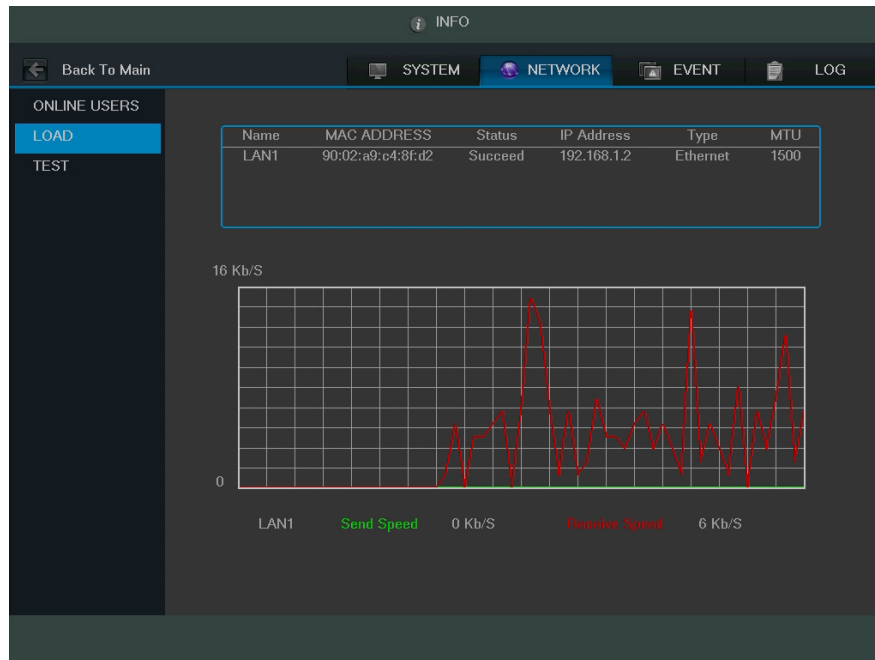 INFO
Back To Main SYSTEM NETWORK EVENT LOG
ONLINE USERS
LOAD
TEST
Name MAC ADDRESS Status IP Address Type MTU
LAN1 90:02:a9:c4:8f:d2 Succeed 192.168.1.2 Ethernet 1500
16 Kb/S
0
LAN1 Send Speed 0 Kb/S Receive Speed 6 Kb/S